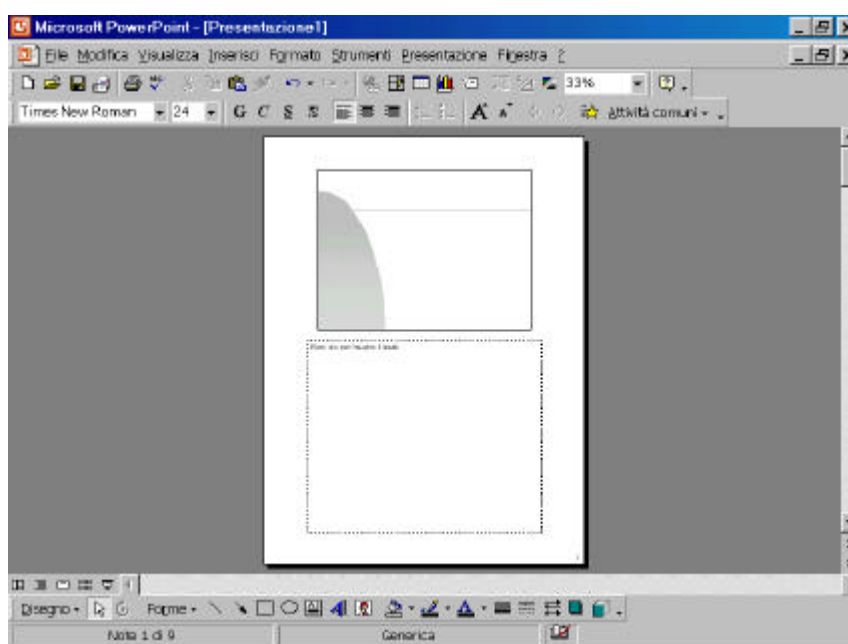 Microsoft PowerPoint - [Presentazione1]
File Modifica Visualizza Inserisci Formato Strumenti Presentazione Finestra ?
33%
Times New Roman 24 G C S S A A Attività comuni
Disegno Forme A
Nota 1 di 9 Generica